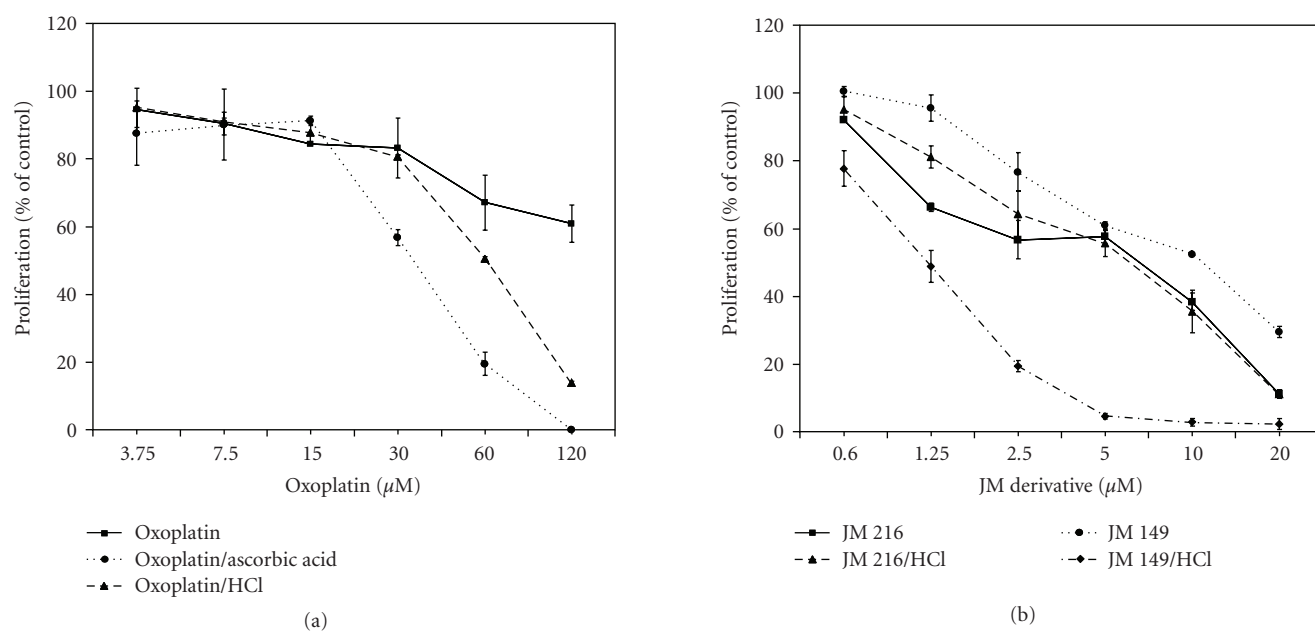 120
100
80
60
40
20
0
Proliferation (% of control)
3.75 7.5 15 30 60 120
Oxoplatin (μM)
Oxoplatin
Oxoplatin/ascorbic acid
Oxoplatin/HCl
(a)
120
100
80
60
40
20
0
Proliferation (% of control)
0.6 1.25 2.5 5 10 20
JM derivative (μM)
JM 216
JM 216/HCl
JM 149
JM 149/HCl
(b)